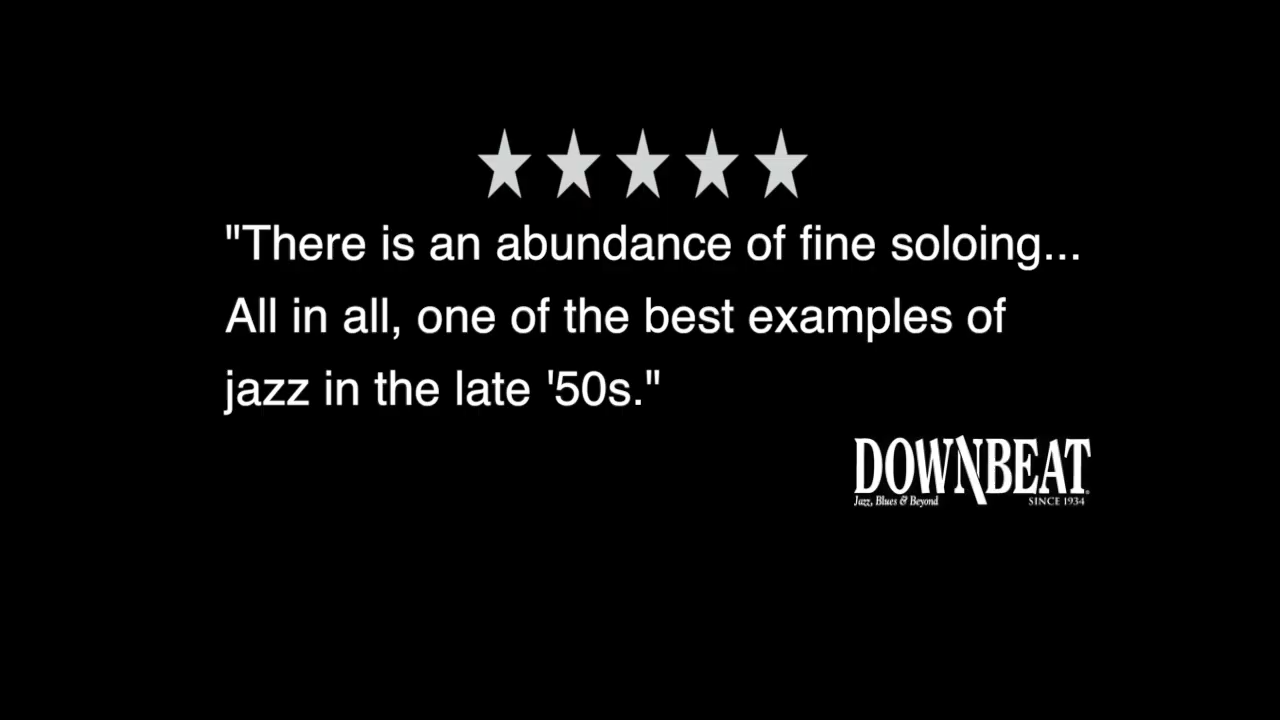 "There is an abundance of fine soloing...
All in all, one of the best examples of
jazz in the late '50s."
DOWNBEAT
Jazz, Blues & Beyond SINCE 1934